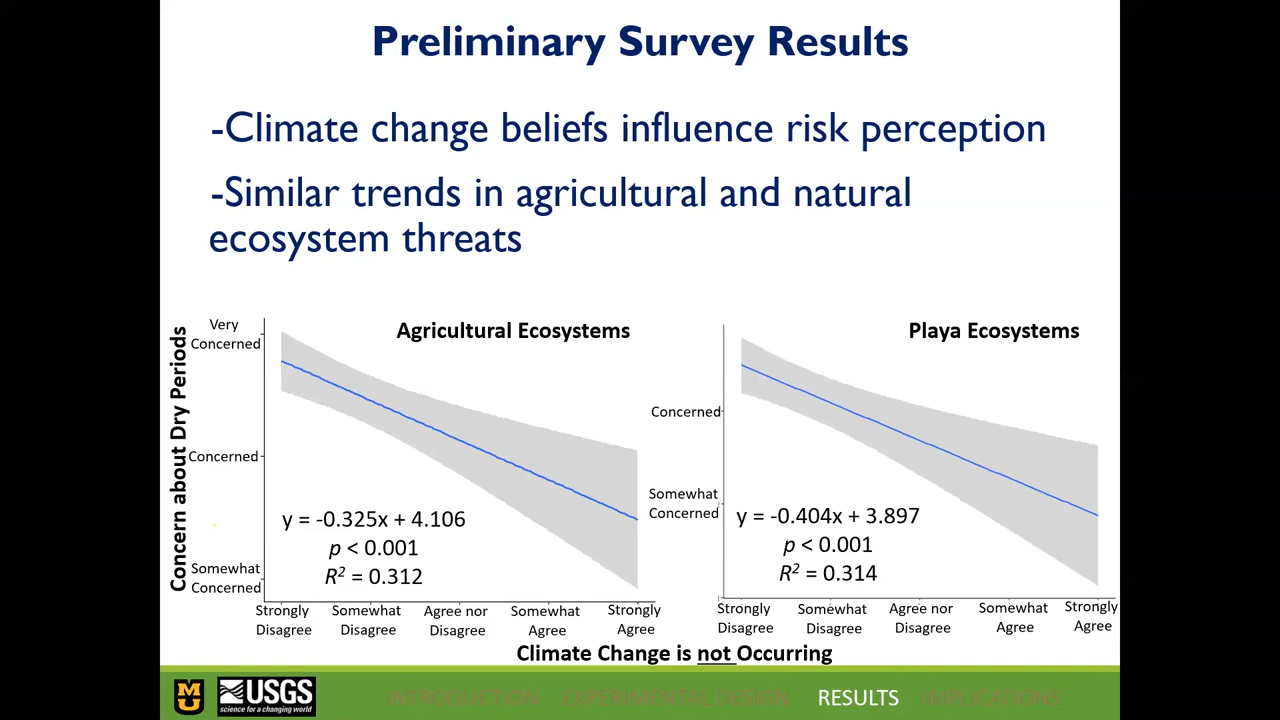 Preliminary Survey Results
-Climate change beliefs influence risk perception
-Similar trends in agricultural and natural
ecosystem threats
Concern about Dry Periods
Very
Concerned
Concerned
Somewhat
Concerned
Agricultural Ecosystems
y = -0.325x + 4.106
p < 0.001
R² = 0.312
Strongly
Disagree
Somewhat
Disagree
Agree nor
Disagree
Somewhat
Agree
Strongly
Agree
Playa Ecosystems
Concerned
Somewhat
Concerned
y = -0.404x + 3.897
p < 0.001
R² = 0.314
Strongly
Disagree
Somewhat
Disagree
Agree nor
Disagree
Somewhat
Agree
Strongly
Agree
Climate Change is not Occurring
MU
USGS
science for a changing world
INTRODUCTION EXPERIMENTAL DESIGN RESULTS IMPLICATIONS